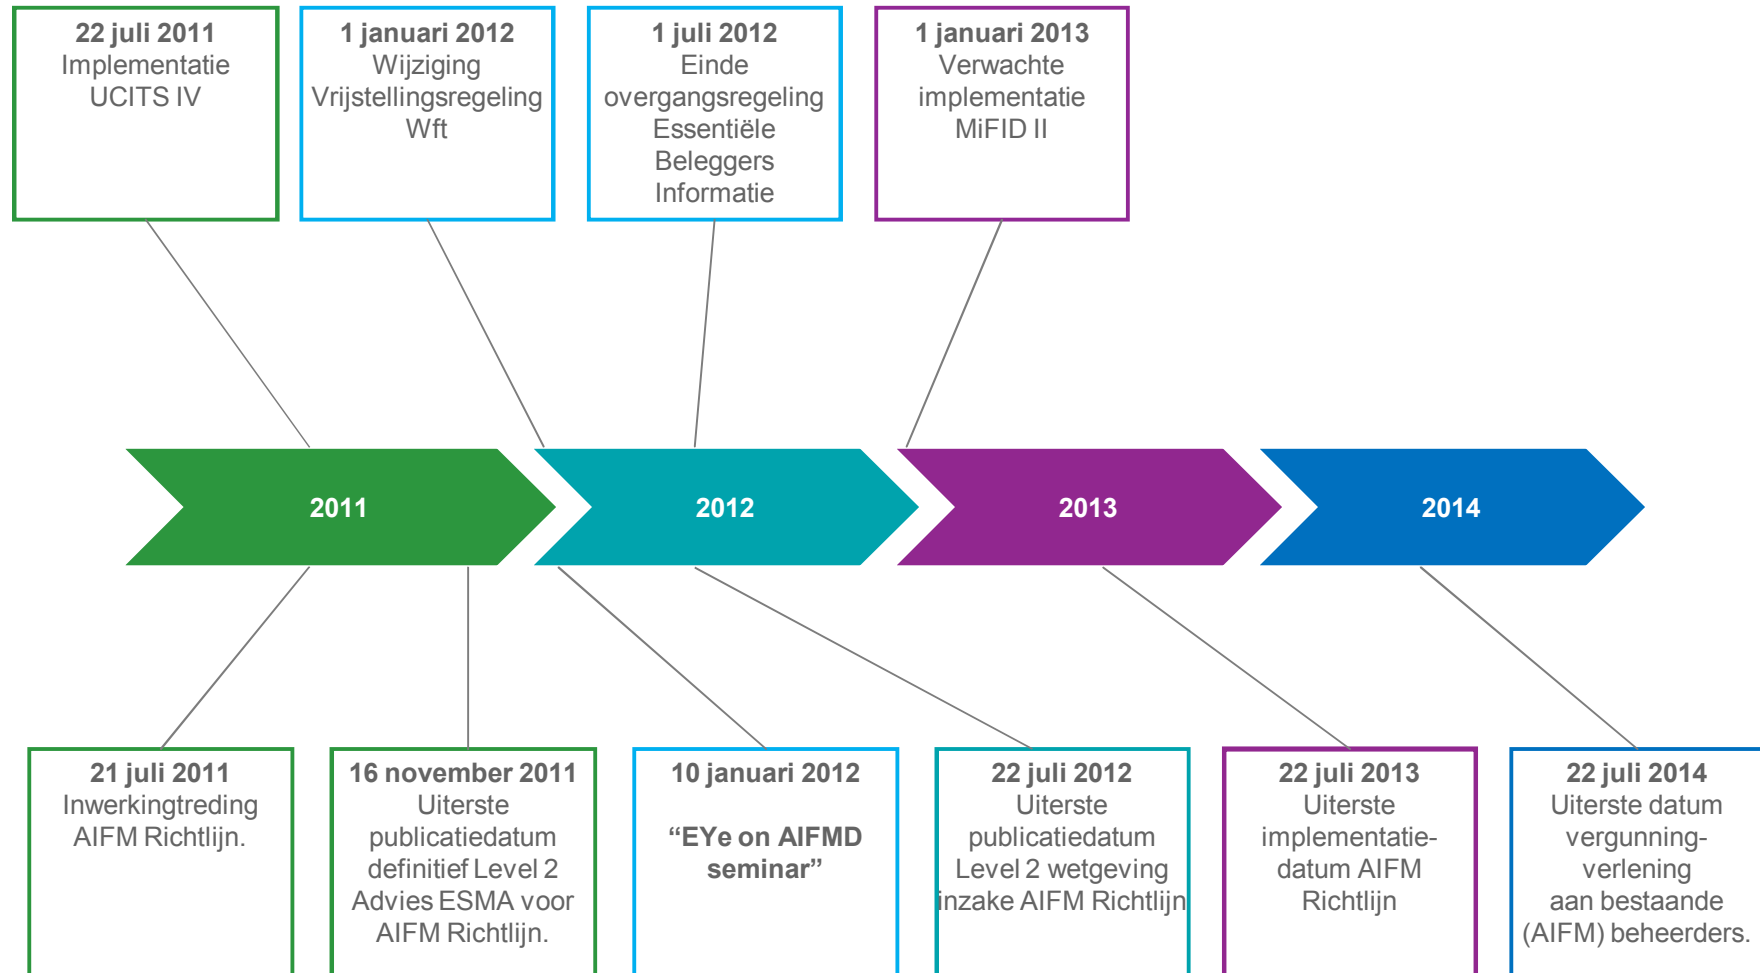 22 juli 2011
Implementatie
UCITS IV
1 januari 2012
Wijziging
Vrijstellingsregeling
Wft
1 juli 2012
Einde
overgangsregeling
Essentiële
Beleggers
Informatie
1 januari 2013
Verwachte
implementatie
MiFID II
2011
2012
2013
2014
21 juli 2011
Inwerkingtreding
AIFM Richtlijn.
16 november 2011
Uiterste
publicatiedatum
definitief Level 2
Advies ESMA voor
AIFM Richtlijn.
10 januari 2012
“EYe on AIFMD
seminar”
22 juli 2012
Uiterste
publicatiedatum
Level 2 wetgeving
inzake AIFM Richtlijn
22 juli 2013
Uiterste
implementatie-
datum AIFM
Richtlijn
22 juli 2014
Uiterste datum
vergunning-
verlening
aan bestaande
(AIFM) beheerders.